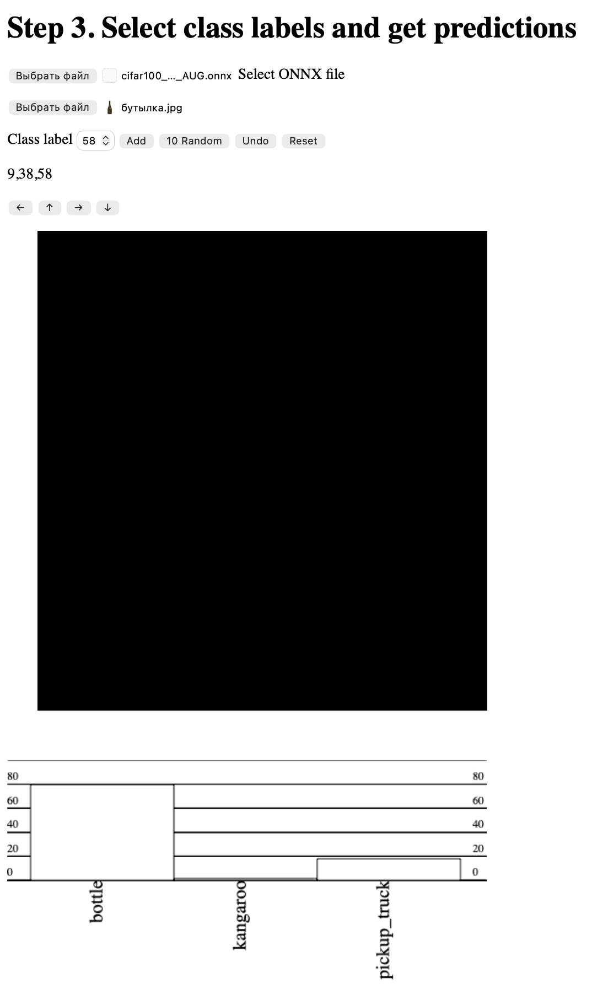 Step 3. Select class labels and get predictions
Выбрать файл cifar100_..._AUG.onnx Select ONNX file
Выбрать файл бутылка.jpg
Class label 58 Add 10 Random Undo Reset
9,38,58
← ↑ → ↓
80 80
60 60
40 40
20 20
0 0
bottle
kangaroo
pickup_truck